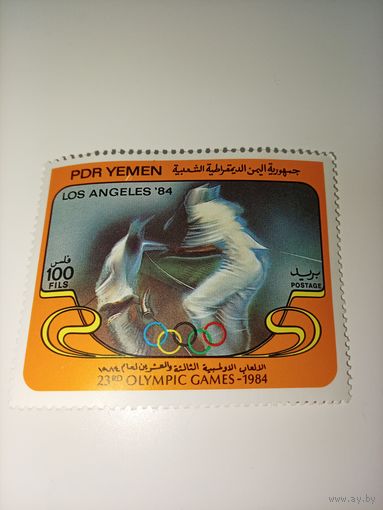 PDR YEMEN جمهورية اليمن الديمقراطية الشعبية
LOS ANGELES '84
فلس
100
FILS
بريد
POSTAGE
الالعاب الاولمبية الثالثة والعشرين لعام ١٩٨٤
23RD OLYMPIC GAMES-1984
https://www.ay.by